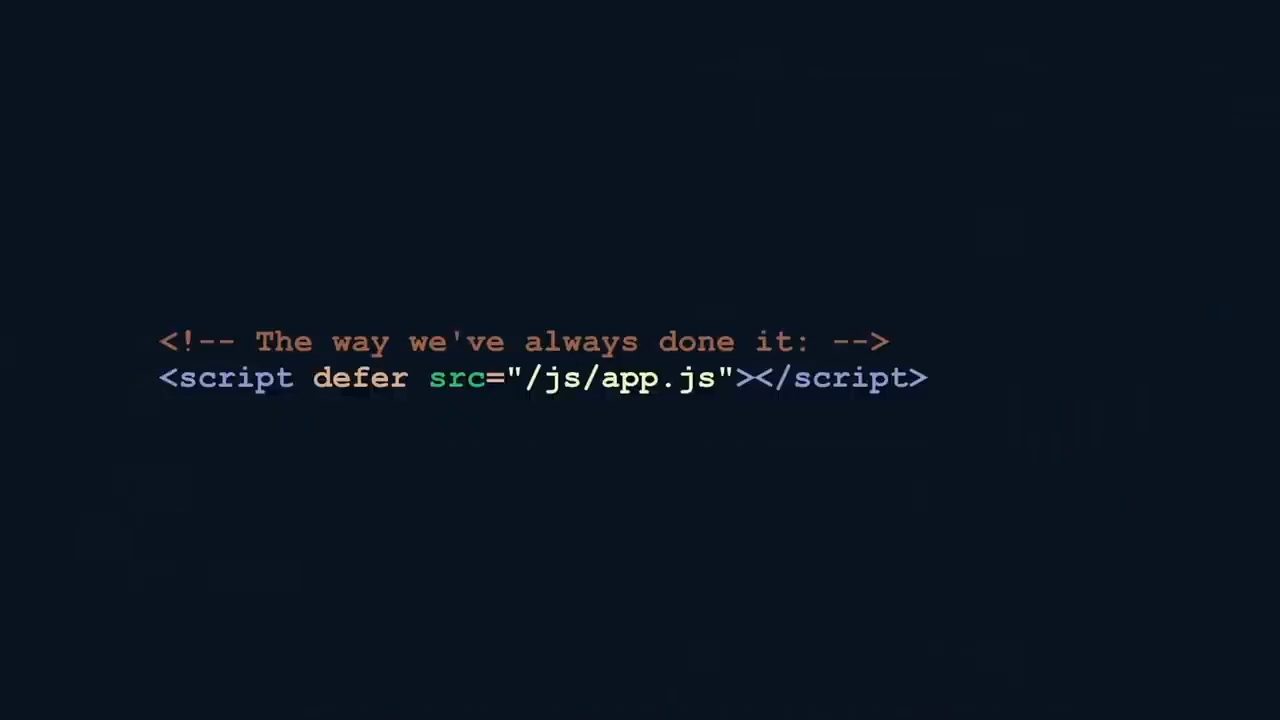 <!-- The way we've always done it: -->
<script defer src="/js/app.js"></script>